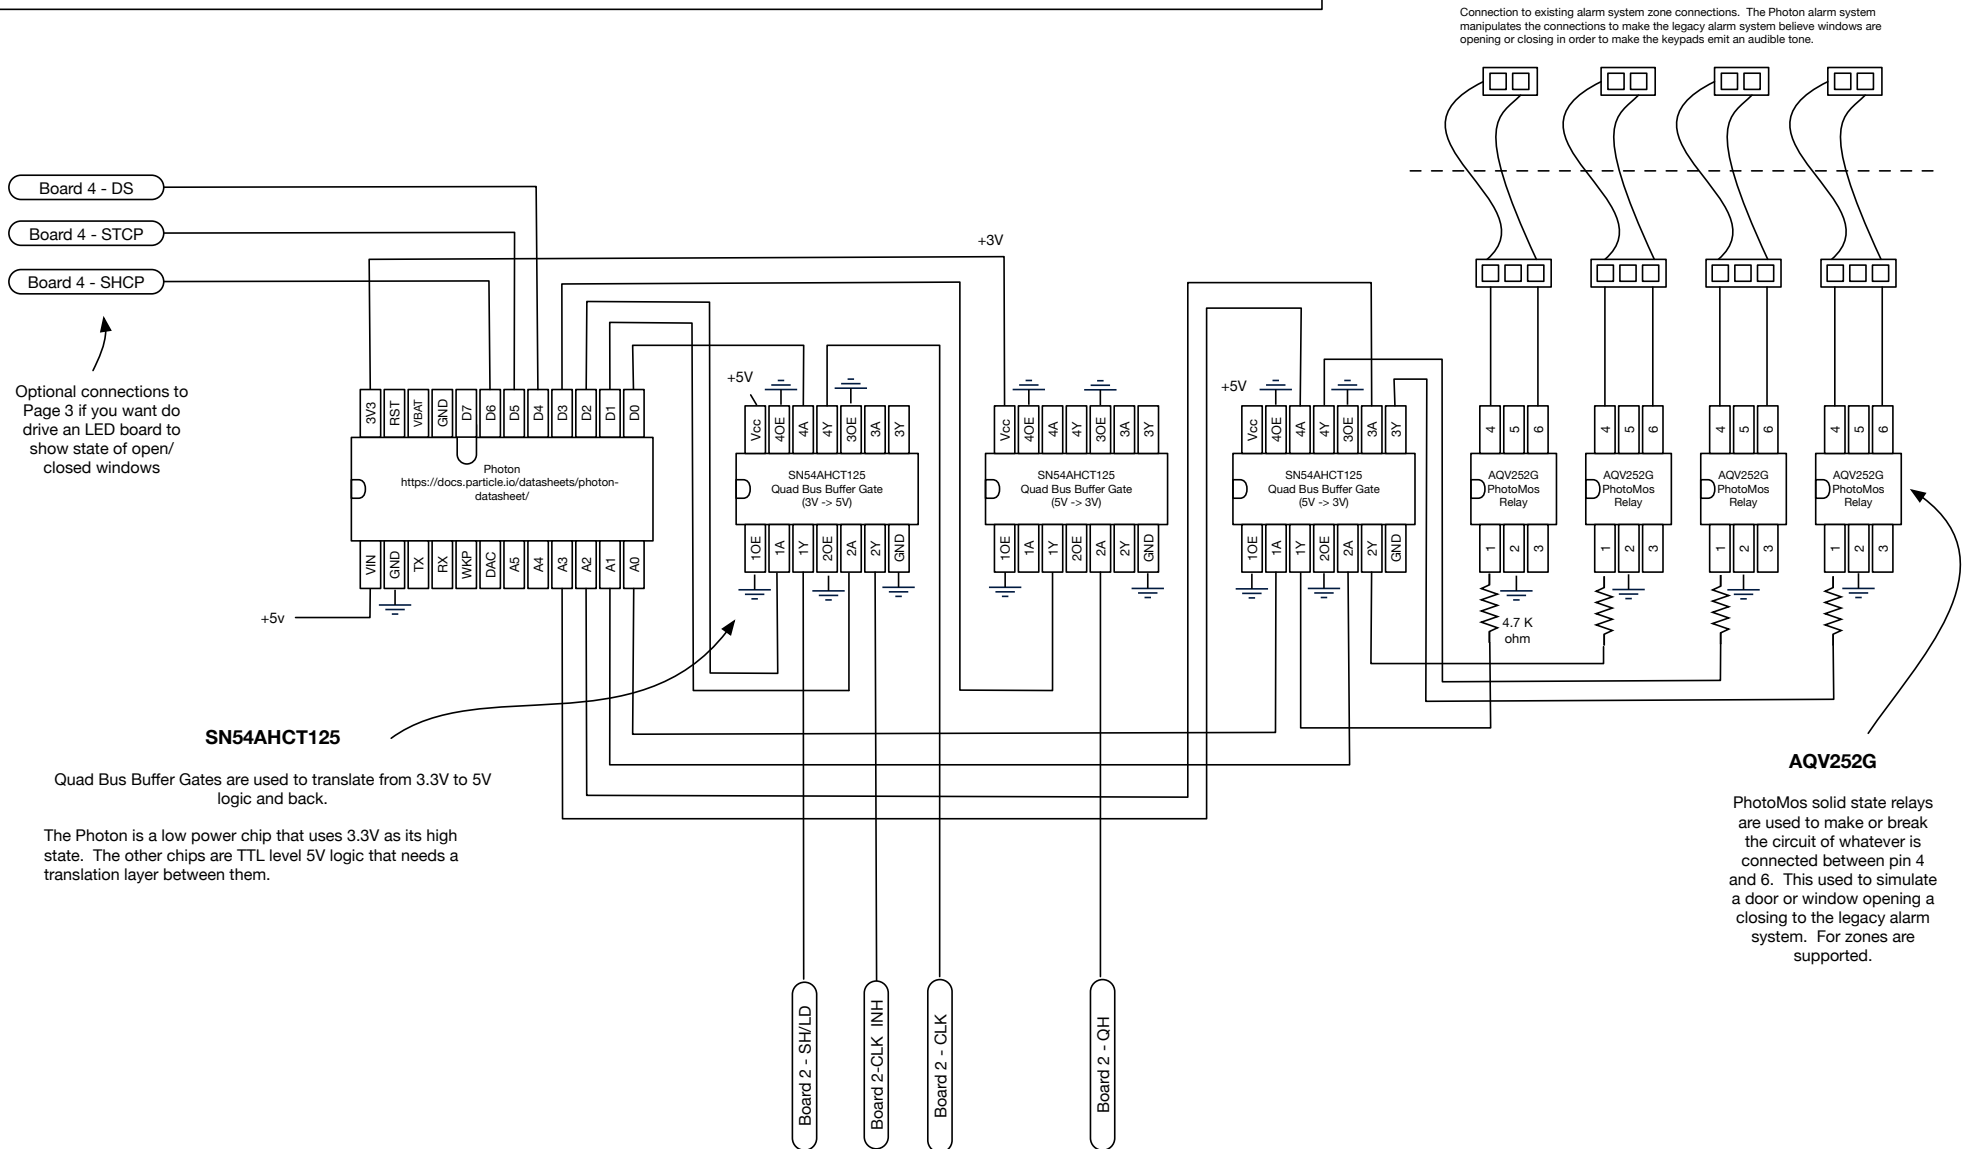 Connection to existing alarm system zone connections.  The Photon alarm system
manipulates the connections to make the legacy alarm system believe windows are
opening or closing in order to make the keypads emit an audible tone.
Board 4 - DS
Board 4 - STCP
Board 4 - SHCP
Optional connections to
Page 3 if you want do
drive an LED board to
show state of open/
closed windows
+3V
3V3
RST
VBAT
GND
D7
D6
D5
D4
D3
D2
D1
D0
Photon
https://docs.particle.io/datasheets/photon-
datasheet/
VIN
GND
TX
RX
WKP
DAC
A5
A4
A3
A2
A1
A0
+5v
+5V
Vcc
4OE
4A
4Y
3OE
3A
3Y
SN54AHCT125
Quad Bus Buffer Gate
(3V -> 5V)
1OE
1A
1Y
2OE
2A
2Y
GND
Vcc
4OE
4A
4Y
3OE
3A
3Y
SN54AHCT125
Quad Bus Buffer Gate
(5V -> 3V)
1OE
1A
1Y
2OE
2A
2Y
GND
+5V
Vcc
4OE
4A
4Y
3OE
3A
3Y
SN54AHCT125
Quad Bus Buffer Gate
(5V -> 3V)
1OE
1A
1Y
2OE
2A
2Y
GND
4
5
6
AQV252G
PhotoMos
Relay
1
2
3
4
5
6
AQV252G
PhotoMos
Relay
1
2
3
4
5
6
AQV252G
PhotoMos
Relay
1
2
3
4
5
6
AQV252G
PhotoMos
Relay
1
2
3
4.7 K
ohm
SN54AHCT125
Quad Bus Buffer Gates are used to translate from 3.3V to 5V
logic and back.
The Photon is a low power chip that uses 3.3V as its high
state.  The other chips are TTL level 5V logic that needs a
translation layer between them.
AQV252G
PhotoMos solid state relays
are used to make or break
the circuit of whatever is
connected between pin 4
and 6.  This used to simulate
a door or window opening a
closing to the legacy alarm
system.  For zones are
supported.
Board 2 - SH/LD
Board 2-CLK  INH
Board 2 - CLK
Board 2 - QH